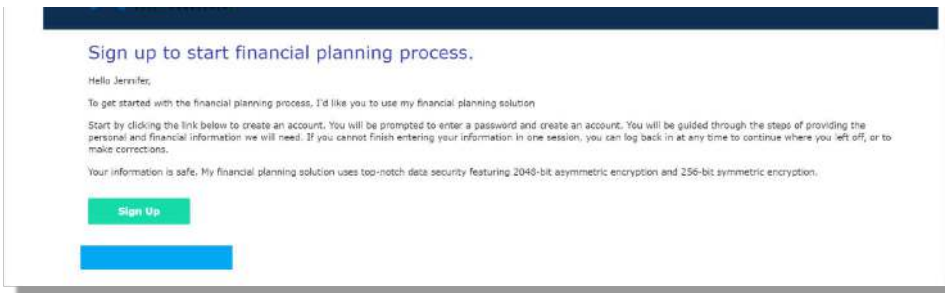 Sign up to start financial planning process.
Hello Jennifer,
To get started with the financial planning process, I'd like you to use my financial planning solution
Start by clicking the link below to create an account. You will be prompted to enter a password and create an account. You will be guided through the steps of providing the
personal and financial information we will need. If you cannot finish entering your information in one session, you can log back in at any time to continue where you left off, or to
make corrections.
Your information is safe. My financial planning solution uses top-notch data security featuring 2048-bit asymmetric encryption and 256-bit symmetric encryption.
Sign Up